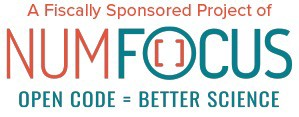 A Fiscally Sponsored Project of
NUMFOCUS
OPEN CODE = BETTER SCIENCE